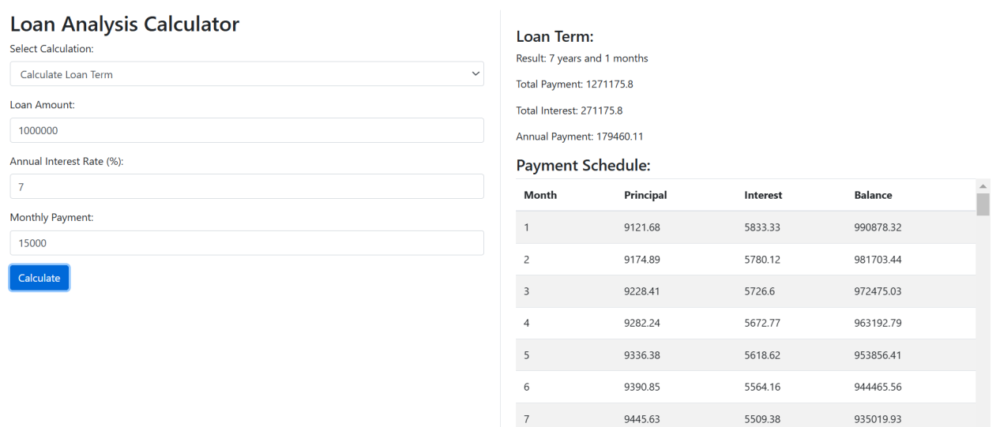 Loan Analysis Calculator
Select Calculation:
Calculate Loan Term
Loan Amount:
1000000
Annual Interest Rate (%):
7
Monthly Payment:
15000
Calculate
Loan Term:
Result: 7 years and 1 months
Total Payment: 1271175.8
Total Interest: 271175.8
Annual Payment: 179460.11
Payment Schedule:
Month Principal Interest Balance
1 9121.68 5833.33 990878.32
2 9174.89 5780.12 981703.44
3 9228.41 5726.6 972475.03
4 9282.24 5672.77 963192.79
5 9336.38 5618.62 953856.41
6 9390.85 5564.16 944465.56
7 9445.63 5509.38 935019.93